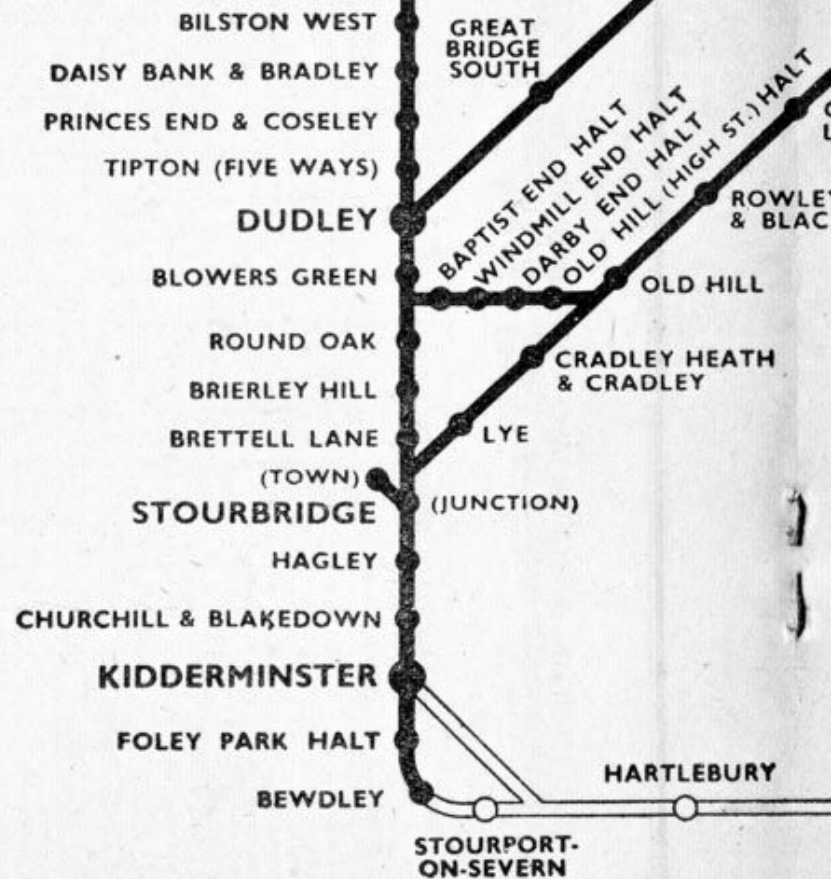 BILSTON WEST
GREAT
BRIDGE
SOUTH
DAISY BANK & BRADLEY
PRINCES END & COSELEY
TIPTON (FIVE WAYS)
DUDLEY
BAPTIST END HALT
WINDMILL END HALT
DARBY END HALT
OLD HILL (HIGH ST.) HALT
ROWLEY
& BLAC
BLOWERS GREEN
OLD HILL
ROUND OAK
CRADLEY HEATH
& CRADLEY
BRIERLEY HILL
BRETTELL LANE
LYE
(TOWN)
STOURBRIDGE
(JUNCTION)
HAGLEY
CHURCHILL & BLAKEDOWN
KIDDERMINSTER
FOLEY PARK HALT
HARTLEBURY
BEWDLEY
STOURPORT-
ON-SEVERN